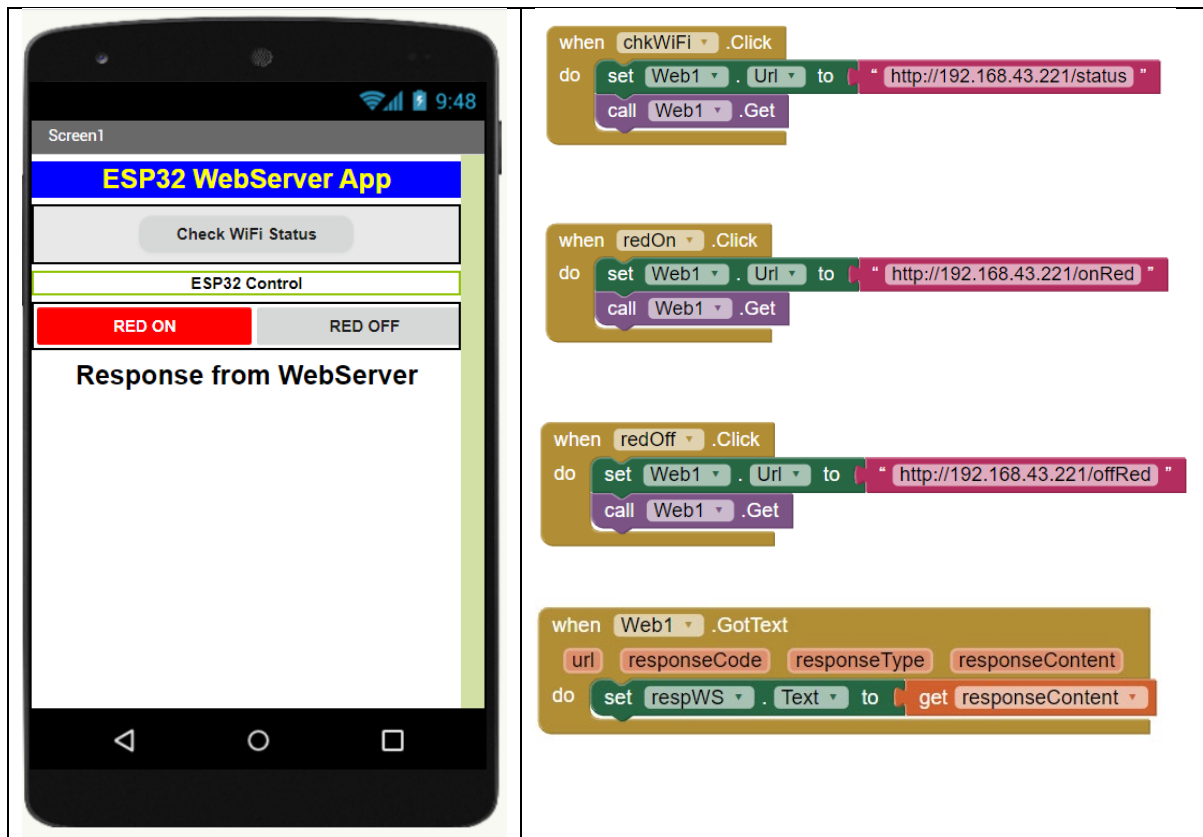 9:48
Screen1
ESP32 WebServer App
Check WiFi Status
ESP32 Control
RED ON RED OFF
Response from WebServer
when chkWiFi .Click
do set Web1 . Url to " http://192.168.43.221/status "
call Web1 .Get
when redOn .Click
do set Web1 . Url to " http://192.168.43.221/onRed "
call Web1 .Get
when redOff .Click
do set Web1 . Url to " http://192.168.43.221/offRed "
call Web1 .Get
when Web1 .GotText
url responseCode responseType responseContent
do set respWS . Text to get responseContent